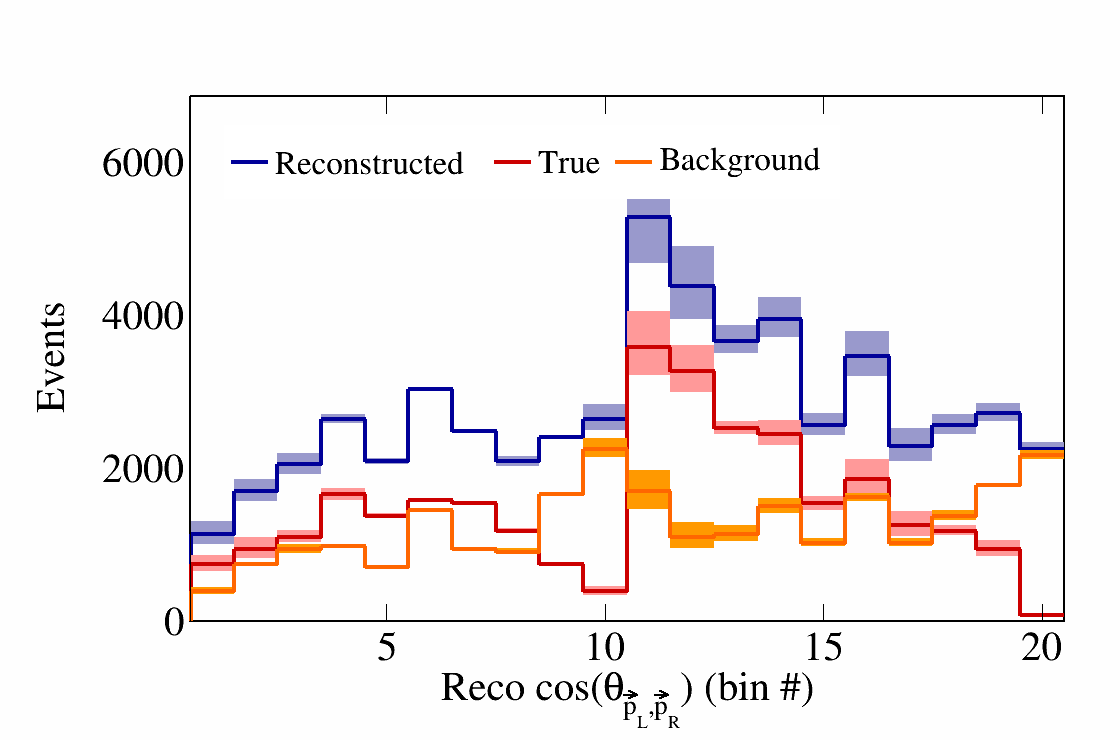 6000
4000
2000
0
Events
Reconstructed True Background
5 10 15 20
Reco cos(θ p⃗L,p⃗R) (bin #)